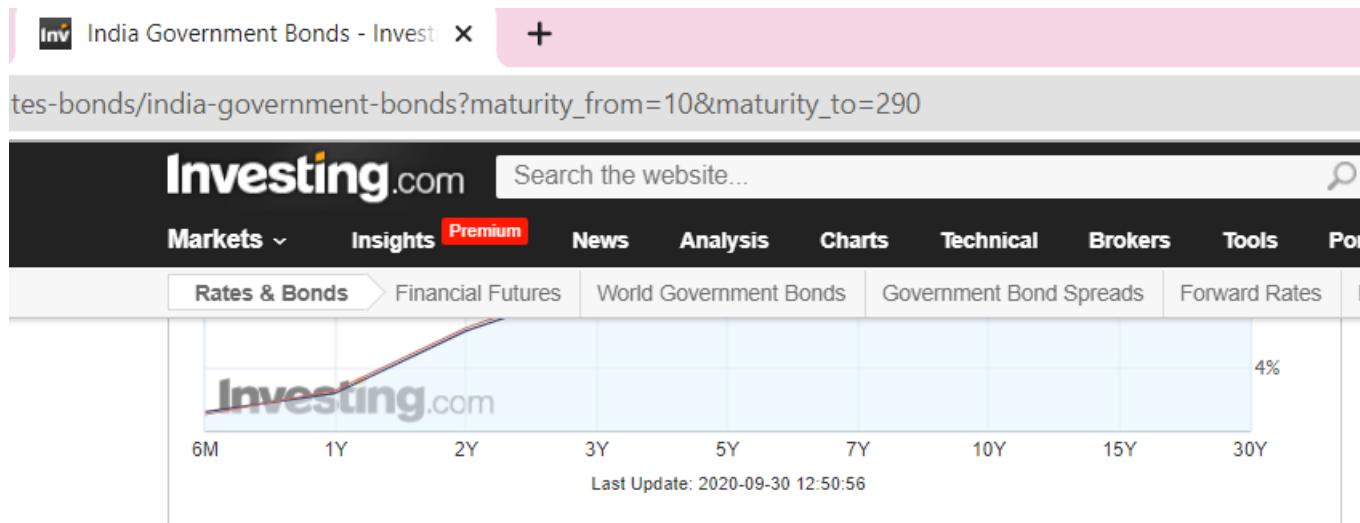 Inv India Government Bonds - Invest
tes-bonds/india-government-bonds?maturity_from=10&maturity_to=290
Investing.com Search the website...
Markets Insights Premium News Analysis Charts Technical Brokers Tools Po
Rates & Bonds Financial Futures World Government Bonds Government Bond Spreads Forward Rates
4%
Investing.com
6M 1Y 2Y 3Y 5Y 7Y 10Y 15Y 30Y
Last Update: 2020-09-30 12:50:56